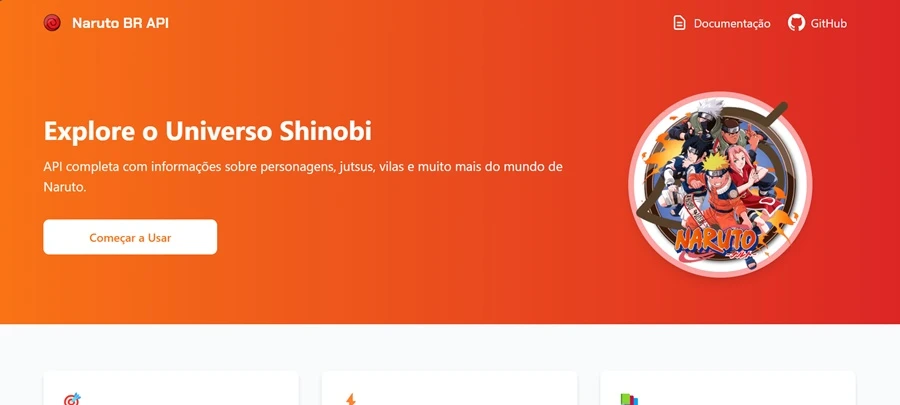 Naruto BR API
Documentação
GitHub
Explore o Universo Shinobi
API completa com informações sobre personagens, jutsus, vilas e muito mais do mundo de
Naruto.
Começar a Usar
NARUTO